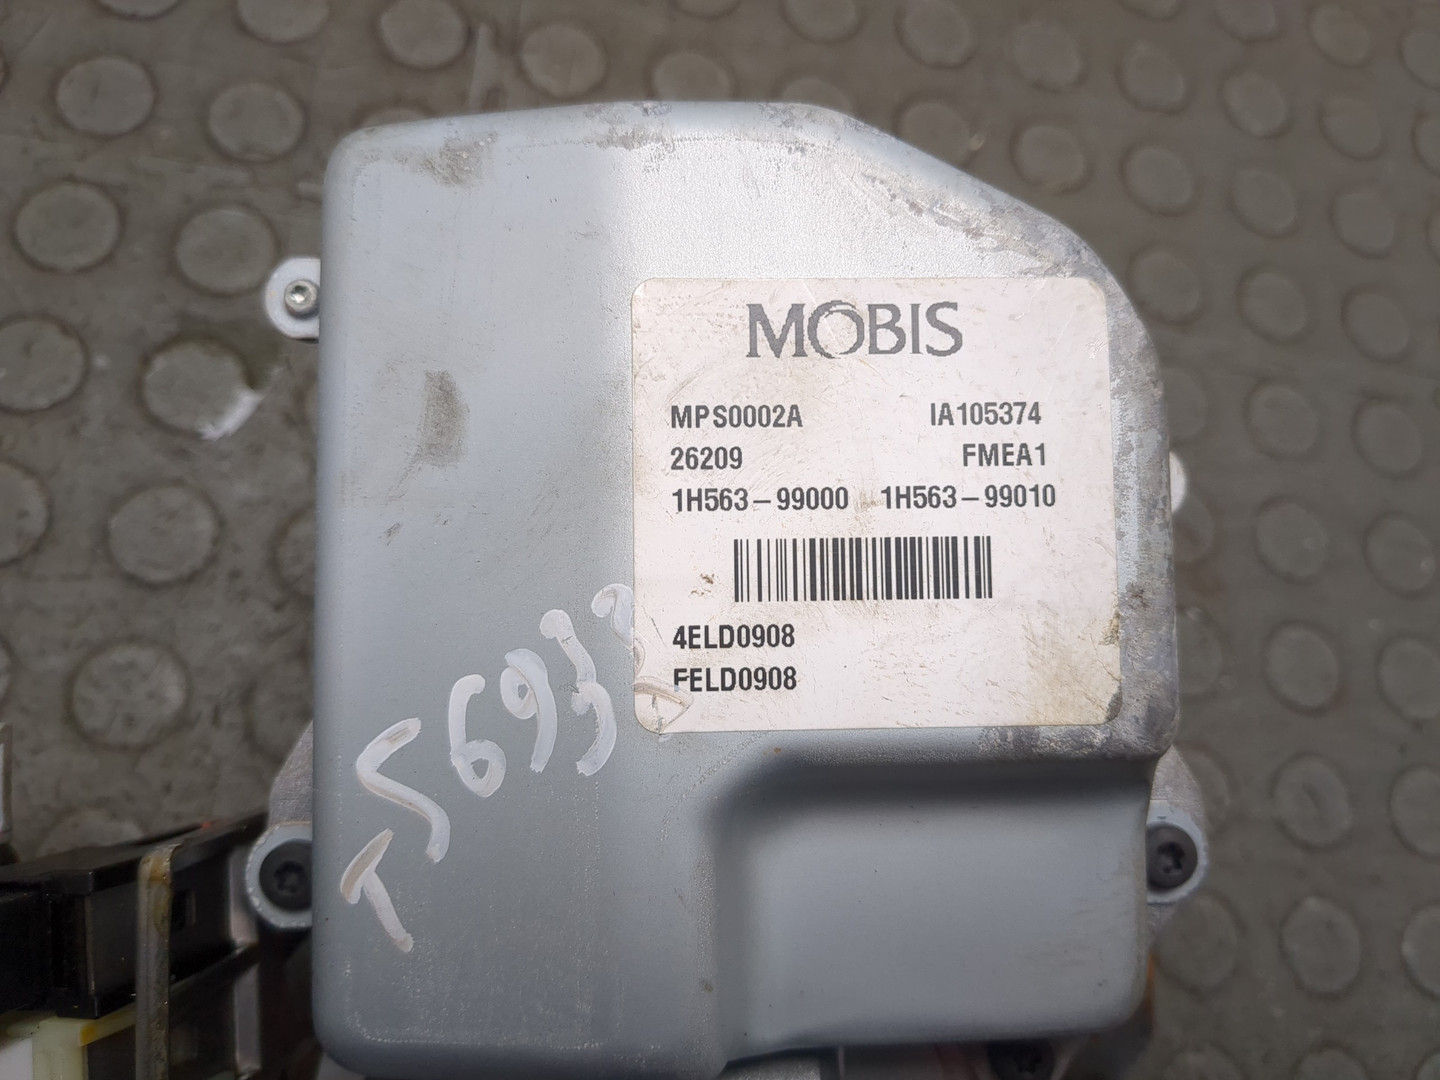 MOBIS
MPS0002A IA105374
26209 FMEA1
1H563-99000 1H563-99010
4ELD0908
FELD0908